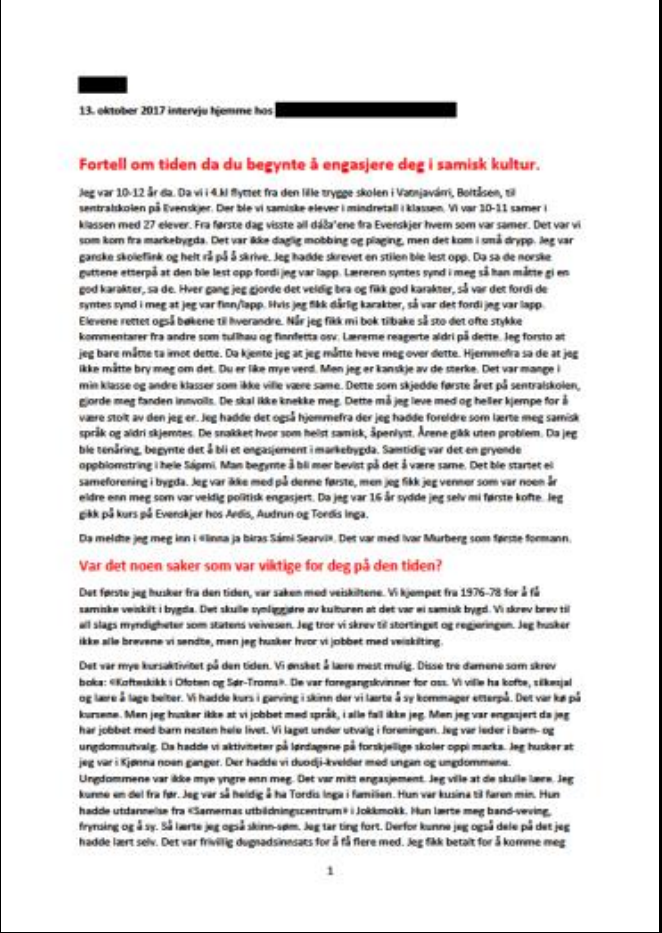 13. oktober 2017 intervju hjemme hos
Fortell om tiden da du begynte å engasjere deg i samisk kultur.
Jeg var 10-12 år da. Da vi i 4.kl flyttet fra den lille trygge skolen i Vatnjavárri, Boltåsen, til
sentralskolen på Evenskjer. Der ble vi samiske elever i mindretall i klassen. Vi var 10-11 samer i
klassen med 27 elever. Fra første dag visste all dáža'ene fra Evenskjer hvem som var samer. Det var vi
som kom fra markebygda. Det var ikke daglig mobbing og plaging, men det kom i små drypp. Jeg var
ganske skoleflink og helt rå på å skrive. Jeg hadde skrevet en stilen ble lest opp. Da sa de norske
guttene etterpå at den ble lest opp fordi jeg var lapp. Læreren syntes synd i meg så han måtte gi en
god karakter, sa de. Hver gang jeg gjorde det veldig bra og fikk god karakter, så var det fordi de
syntes synd i meg at jeg var finn/lapp. Hvis jeg fikk dårlig karakter, så var det fordi jeg var lapp.
Elevene rettet også bøkene til hverandre. Når jeg fikk mi bok tilbake så sto det ofte stykke
kommentarer fra andre som tullhau og finnfetta osv. Lærerne reagerte aldri på dette. Jeg forsto at
jeg bare måtte ta imot dette. Da kjente jeg at jeg måtte heve meg over dette. Hjemmefra sa de at jeg
ikke måtte bry meg om det. Du er like mye verd. Men jeg er kanskje av de sterke. Det var mange i
min klasse og andre klasser som ikke ville være same. Dette som skjedde første året på sentralskolen,
gjorde meg fanden innvolls. De skal ikke knekke meg. Dette må jeg leve med og heller kjempe for å
være stolt av den jeg er. Jeg hadde det også hjemmefra der jeg hadde foreldre som lærte meg samisk
språk og aldri skjemtes. De snakket hvor som helst samisk, åpenlyst. Årene gikk uten problem. Da jeg
ble tenåring, begynte det å bli et engasjement i markebygda. Samtidig var det en gryende
oppblomstring i hele Sápmi. Man begynte å bli mer bevist på det å være same. Det ble startet ei
sameforening i bygda. Jeg var ikke med på denne første, men jeg fikk jeg venner som var noen år
eldre enn meg som var veldig politisk engasjert. Da jeg var 16 år sydde jeg selv mi første kofte. Jeg
gikk på kurs på Evenskjer hos Ardis, Audrun og Tordis Inga.
Da meldte jeg meg inn i «Iinna ja biras Sámi Searvi». Det var med Ivar Murberg som første formann.
Var det noen saker som var viktige for deg på den tiden?
Det første jeg husker fra den tiden, var saken med veiskiltene. Vi kjempet fra 1976-78 for å få
samiske veiskilt i bygda. Det skulle synliggjøre av kulturen at det var ei samisk bygd. Vi skrev brev til
all slags myndigheter som statens veivesen. Jeg tror vi skrev til stortinget og regjeringen. Jeg husker
ikke alle brevene vi sendte, men jeg husker hvor vi jobbet med veiskilting.
Det var mye kursaktivitet på den tiden. Vi ønsket å lære mest mulig. Disse tre damene som skrev
boka: «Kofteskikk i Ofoten og Sør-Troms». De var foregangskvinner for oss. Vi ville ha kofte, silkesjal
og lære å lage belter. Vi hadde kurs i garving i skinn der vi lærte å sy kommager etterpå. Det var kø på
kursene. Men jeg husker ikke at vi jobbet med språk, i alle fall ikke jeg. Men jeg var engasjert da jeg
har jobbet med barn nesten hele livet. Vi laget under utvalg i foreningen. Jeg var leder i barn- og
ungdomsutvalg. Da hadde vi aktiviteter på lørdagene på forskjellige skoler oppi marka. Jeg husker at
jeg var i Kjønna noen ganger. Der hadde vi duodji-kvelder med ungan og ungdommene.
Ungdommene var ikke mye yngre enn meg. Det var mitt engasjement. Jeg ville at de skulle lære. Jeg
kunne en del fra før. Jeg var så heldig å ha Tordis Inga i familien. Hun var kusina til faren min. Hun
hadde utdannelse fra «Samernas utbildningscentrum» i Jokkmokk. Hun lærte meg band-veving,
frynsing og å sy. Så lærte jeg også skinn-søm. Jeg tar ting fort. Derfor kunne jeg også dele på det jeg
hadde lært selv. Det var frivillig dugnadsinnsats for å få flere med. Jeg fikk betalt for å komme meg
1